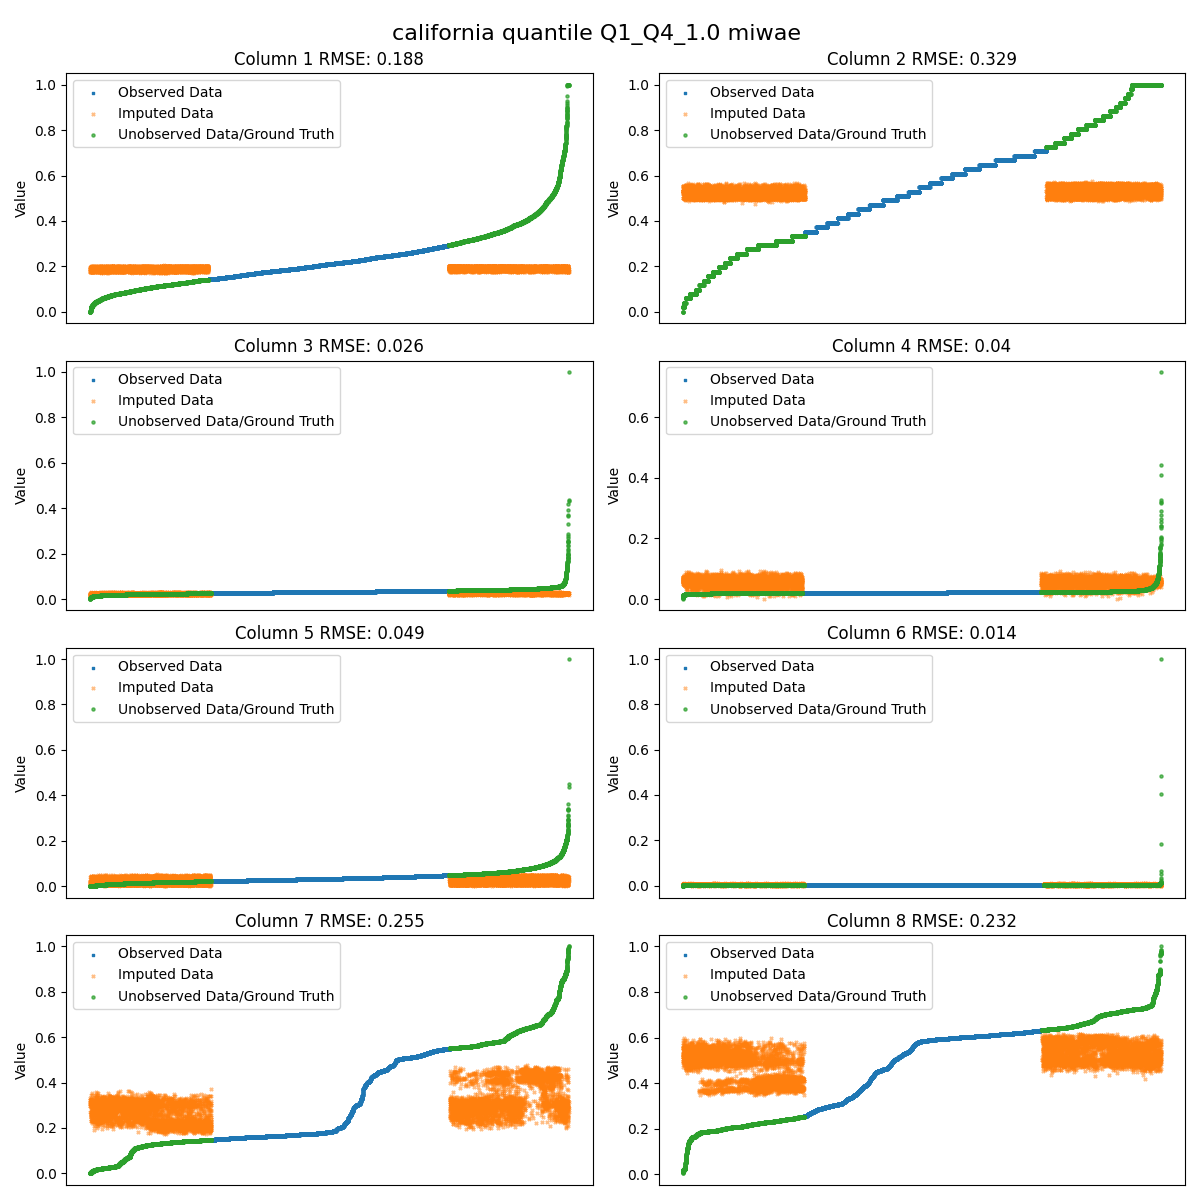 california quantile Q1_Q4_1.0 miwae
Column 1 RMSE: 0.188
Observed Data
Imputed Data
Unobserved Data/Ground Truth
Value
1.0
0.8
0.6
0.4
0.2
0.0
Column 2 RMSE: 0.329
Observed Data
Imputed Data
Unobserved Data/Ground Truth
Value
1.0
0.8
0.6
0.4
0.2
0.0
Column 3 RMSE: 0.026
Observed Data
Imputed Data
Unobserved Data/Ground Truth
Value
1.0
0.8
0.6
0.4
0.2
0.0
Column 4 RMSE: 0.04
Observed Data
Imputed Data
Unobserved Data/Ground Truth
Value
0.6
0.4
0.2
0.0
Column 5 RMSE: 0.049
Observed Data
Imputed Data
Unobserved Data/Ground Truth
Value
1.0
0.8
0.6
0.4
0.2
0.0
Column 6 RMSE: 0.014
Observed Data
Imputed Data
Unobserved Data/Ground Truth
Value
1.0
0.8
0.6
0.4
0.2
0.0
Column 7 RMSE: 0.255
Observed Data
Imputed Data
Unobserved Data/Ground Truth
Value
1.0
0.8
0.6
0.4
0.2
0.0
Column 8 RMSE: 0.232
Observed Data
Imputed Data
Unobserved Data/Ground Truth
Value
1.0
0.8
0.6
0.4
0.2
0.0